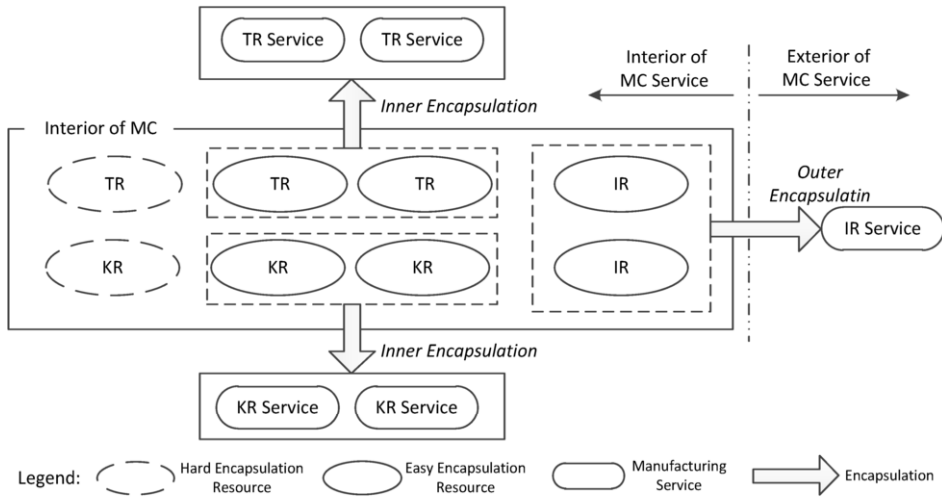 TR Service TR Service
Interior of
MC Service
Exterior of
MC Service
Inner Encapsulation
Interior of MC
TR TR TR IR
Outer
Encapsulatin
IR Service
KR KR KR IR
Inner Encapsulation
KR Service KR Service
Legend:
Hard Encapsulation
Resource
Easy Encapsulation
Resource
Manufacturing
Service
Encapsulation